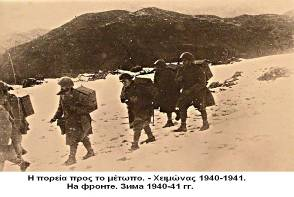 Η πορεία προς το μέτωπο. - Χειμώνας 1940-1941.
На фронте. Зима 1940-41 гг.